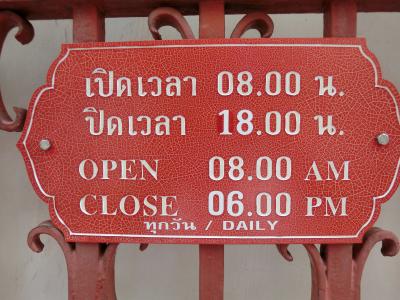 เปิดเวลา 08.00 น.
ปิดเวลา 18.00 น.
OPEN 08.00 AM
CLOSE 06.00 PM
ทุกวัน / DAILY